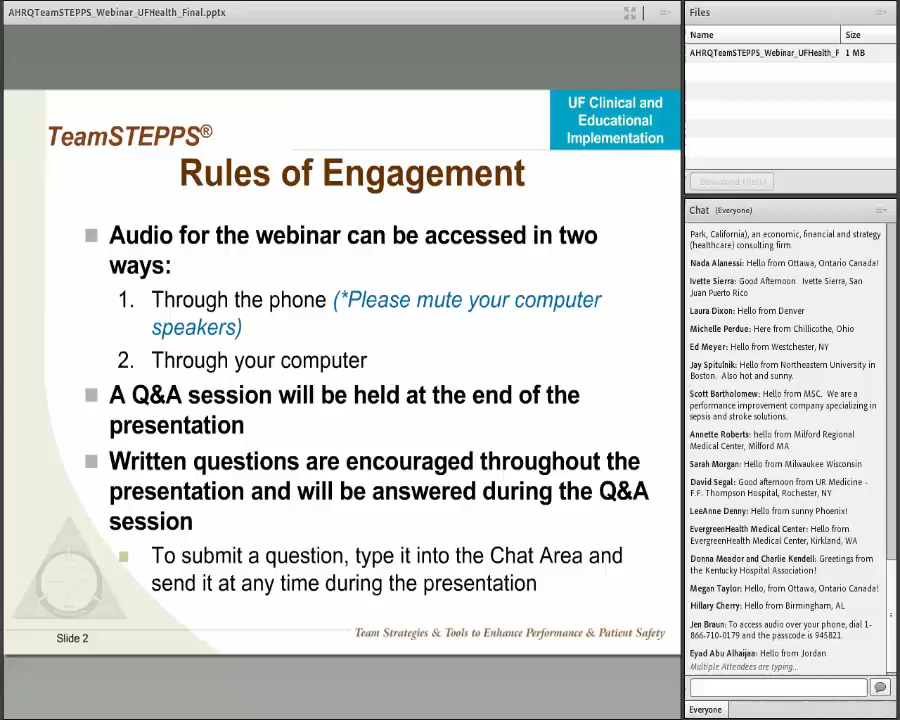 AHRQTeamSTEPPS_Webinar_UFHealth_Final.pptx
TeamSTEPPS®
UF Clinical and
Educational
Implementation
Rules of Engagement
Audio for the webinar can be accessed in two
ways:
1. Through the phone (*Please mute your computer
speakers)
2. Through your computer
A Q&A session will be held at the end of the
presentation
Written questions are encouraged throughout the
presentation and will be answered during the Q&A
session
To submit a question, type it into the Chat Area and
send it at any time during the presentation
Slide 2
Team Strategies & Tools to Enhance Performance & Patient Safety
Files
Name Size
AHRQTeamSTEPPS_Webinar_UFHealth_F 1 MB
Download File(s)
Chat (Everyone)
Park, California), an economic, financial and strategy
(healthcare) consulting firm.
Nada Alanessi: Hello from Ottawa, Ontario Canada!
Ivette Sierra: Good Afternoon. Ivette Sierra, San
Juan Puerto Rico
Laura Dixon: Hello from Denver
Michelle Perdue: Here from Chillicothe, Ohio
Ed Meyer: Hello from Westchester, NY
Jay Spitulnik: Hello from Northeastern University in
Boston. Also hot and sunny.
Scott Bartholomew: Hello from MSC. We are a
performance improvement company specializing in
sepsis and stroke solutions.
Annette Roberts: hello from Milford Regional
Medical Center, Milford MA
Sarah Morgan: Hello from Milwaukee Wisconsin
David Segal: Good afternoon from UR Medicine -
F.F. Thompson Hospital, Rochester, NY
LeeAnne Denny: Hello from sunny Phoenix!
EvergreenHealth Medical Center: Hello from
EvergreenHealth Medical Center, Kirkland, WA
Donna Meador and Charlie Kendell: Greetings from
the Kentucky Hospital Association!
Megan Taylor: Hello, from Ottawa, Ontario Canada!
Hillary Cherry: Hello from Birmingham, AL
Jen Braun: To access audio over your phone, dial 1-
866-710-0179 and the passcode is 945821.
Eyad Abu Alhaijaa: Hello from Jordan
Multiple Attendees are typing...
Everyone